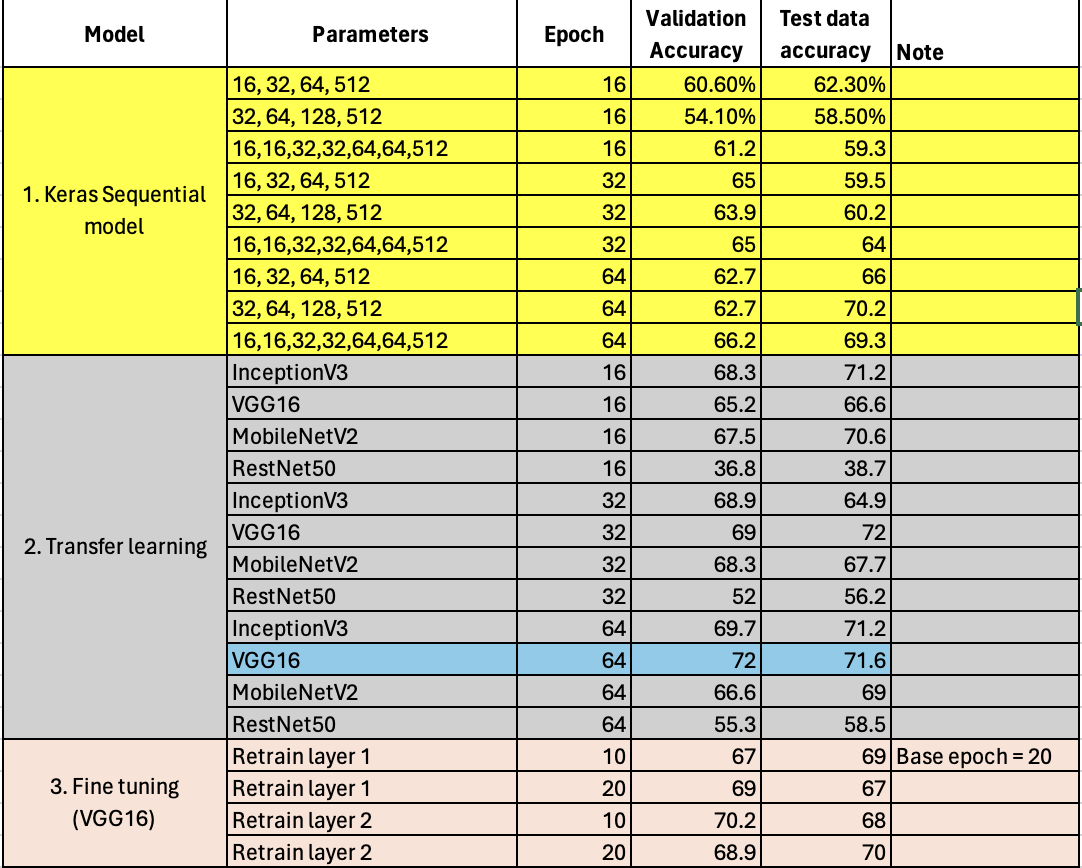 Model Parameters Epoch Validation Accuracy Test data accuracy Note
1. Keras Sequential model
16, 32, 64, 512 16 60.60% 62.30%
32, 64, 128, 512 16 54.10% 58.50%
16,16,32,32,64,64,512 16 61.2 59.3
16, 32, 64, 512 32 65 59.5
32, 64, 128, 512 32 63.9 60.2
16,16,32,32,64,64,512 32 65 64
16, 32, 64, 512 64 62.7 66
32, 64, 128, 512 64 62.7 70.2
16,16,32,32,64,64,512 64 66.2 69.3
2. Transfer learning
InceptionV3 16 68.3 71.2
VGG16 16 65.2 66.6
MobileNetV2 16 67.5 70.6
RestNet50 16 36.8 38.7
InceptionV3 32 68.9 64.9
VGG16 32 69 72
MobileNetV2 32 68.3 67.7
RestNet50 32 52 56.2
InceptionV3 64 69.7 71.2
VGG16 64 72 71.6
MobileNetV2 64 66.6 69
RestNet50 64 55.3 58.5
3. Fine tuning (VGG16)
Retrain layer 1 10 67 69 Base epoch = 20
Retrain layer 1 20 69 67
Retrain layer 2 10 70.2 68
Retrain layer 2 20 68.9 70